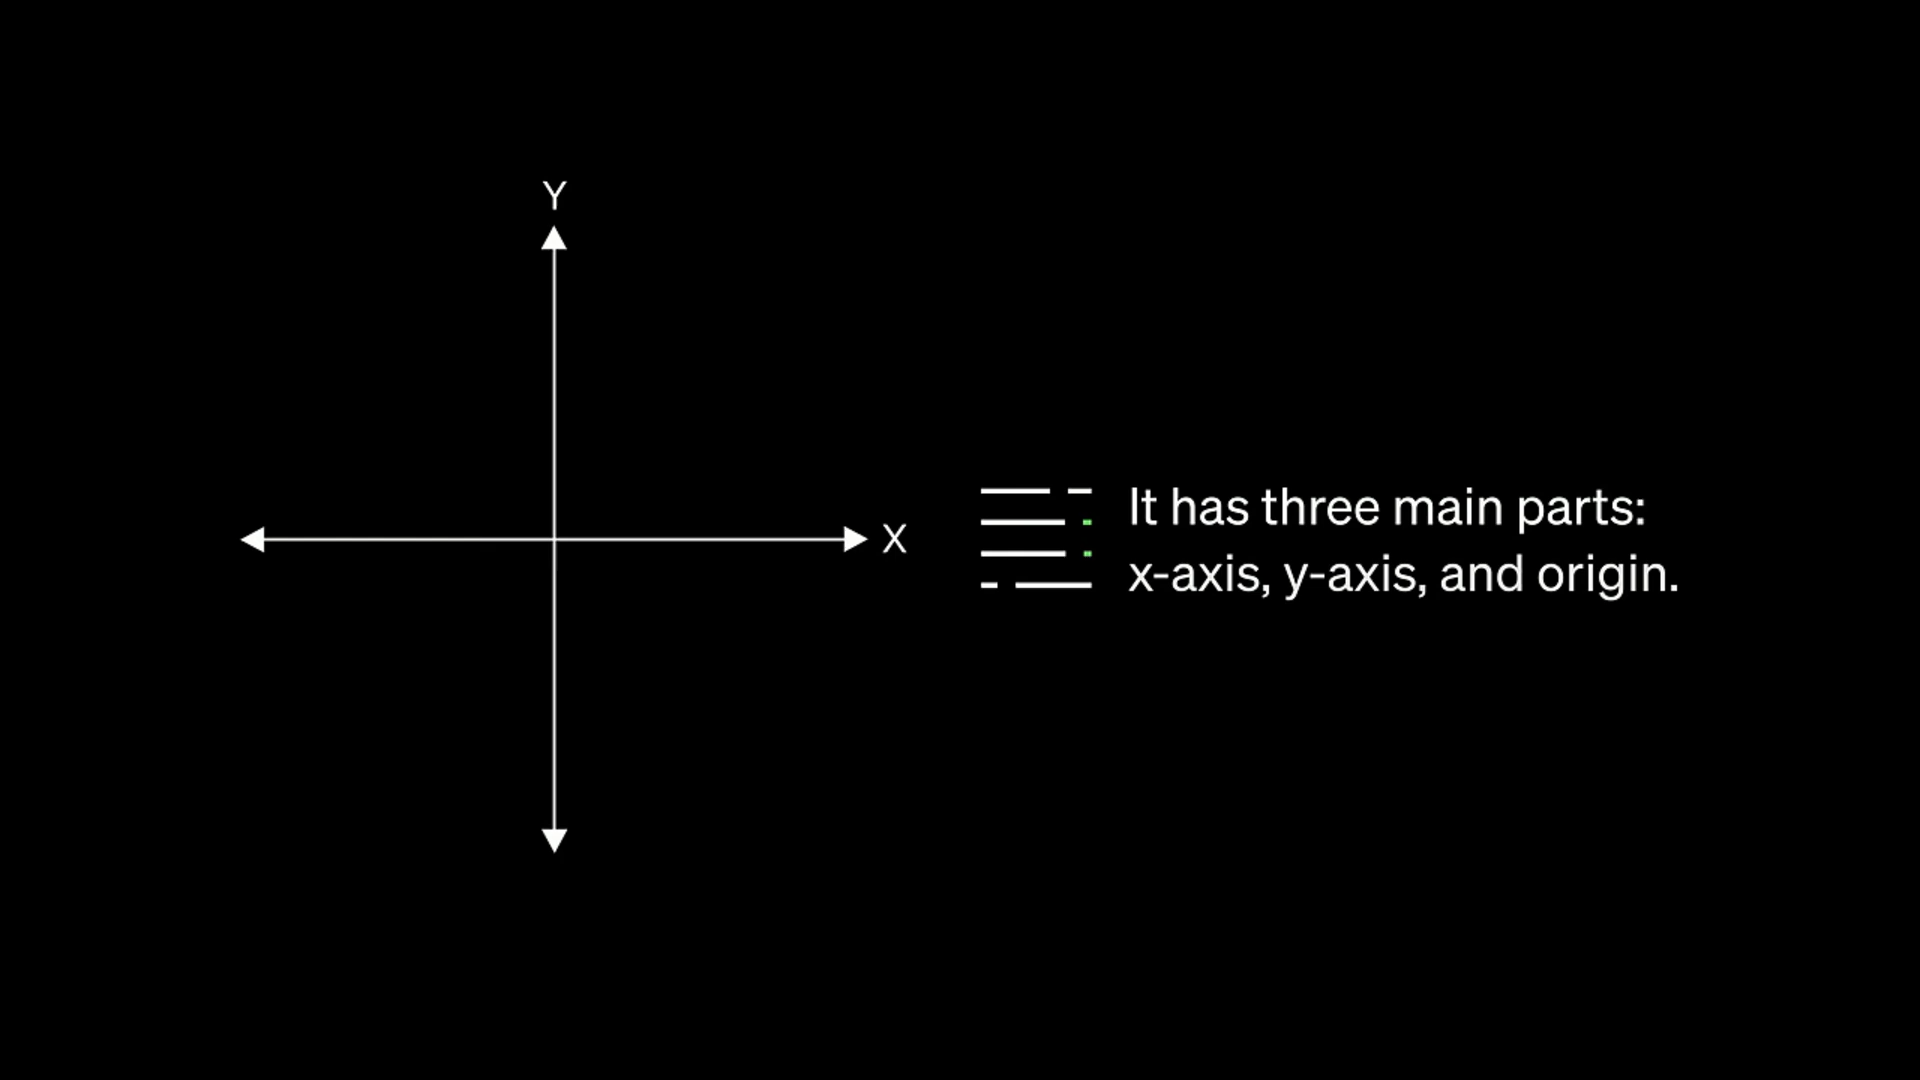 Y
X
It has three main parts:
x-axis, y-axis, and origin.